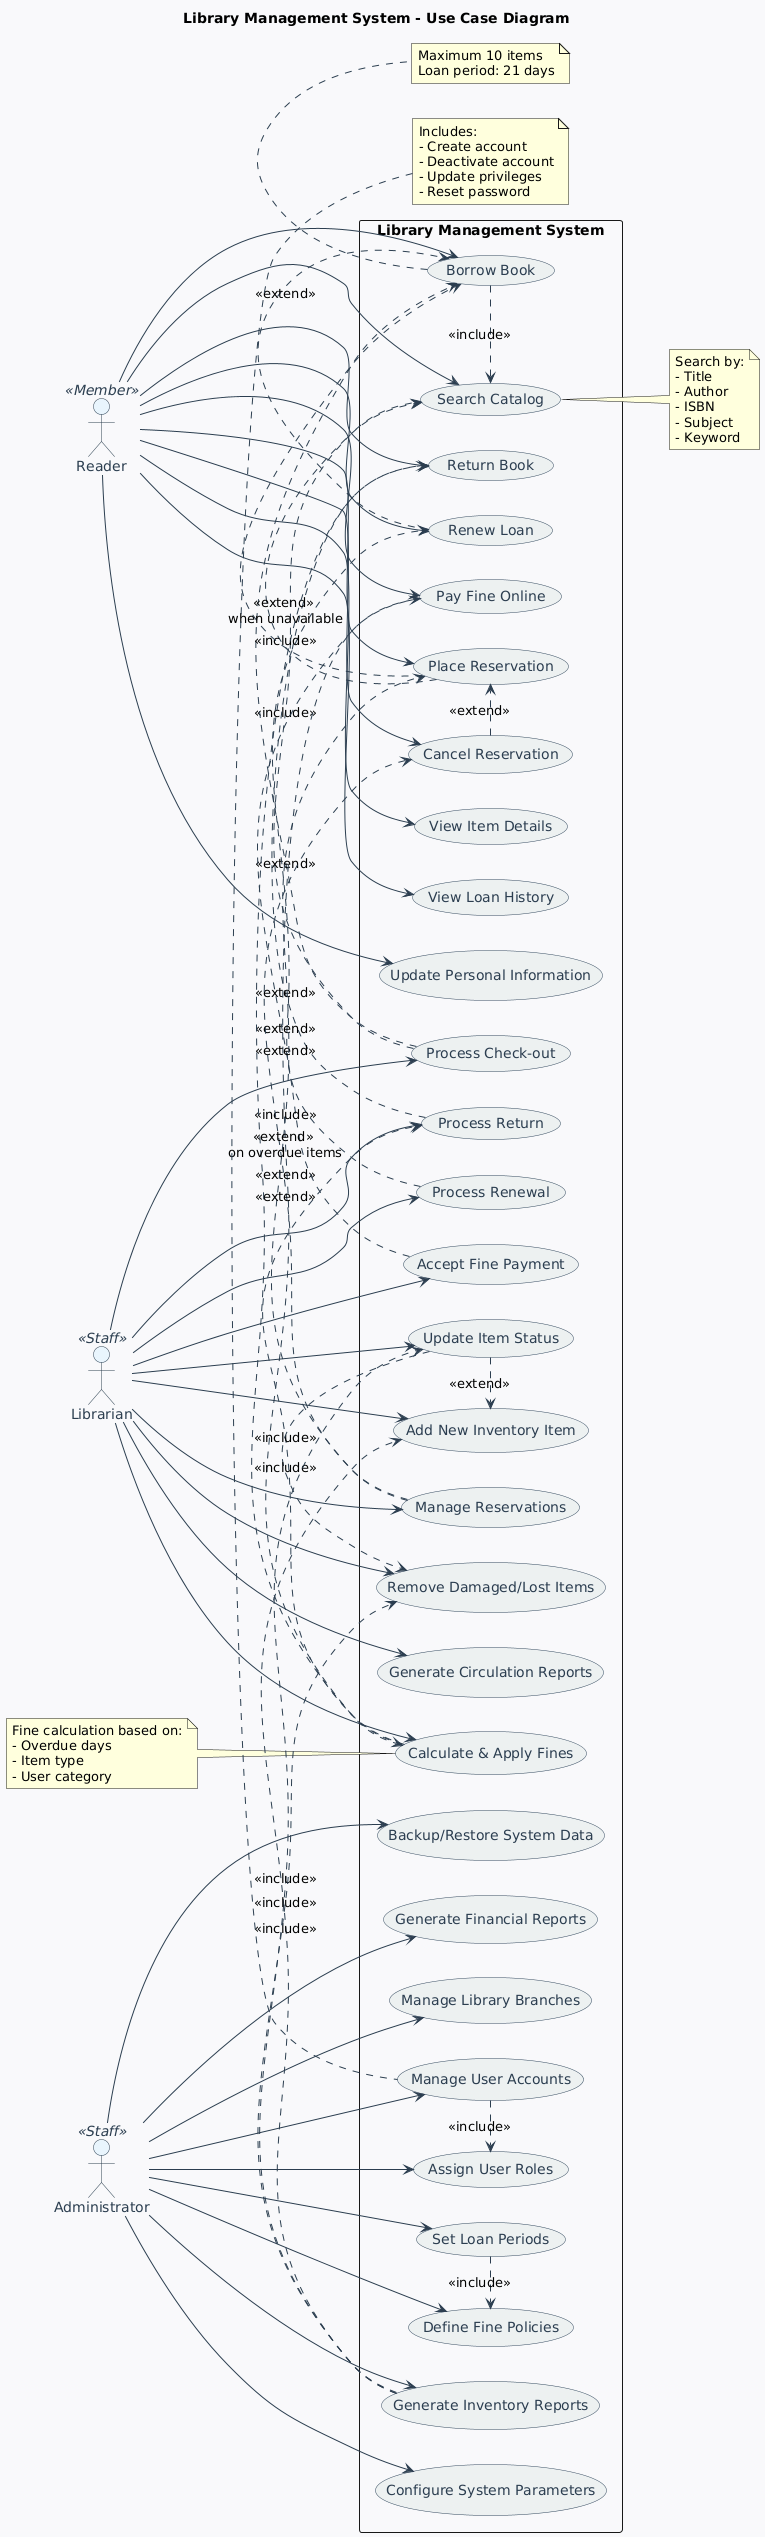 Library Management System - Use Case Diagram
Maximum 10 items
Loan period: 21 days
Includes:
- Create account
- Deactivate account
- Update privileges
- Reset password
Library Management System
Borrow Book
«extend»
«include»
Search by:
- Title
- Author
- ISBN
- Subject
- Keyword
«Member»
Reader
Search Catalog
Return Book
Renew Loan
Pay Fine Online
«extend»
when unavailable
«include»
Place Reservation
«include»
«extend»
Cancel Reservation
View Item Details
«extend»
View Loan History
Update Personal Information
«extend»
«extend»
«extend»
Process Check-out
«include»
Process Return
«extend»
on overdue items
«extend»
«extend»
Process Renewal
Accept Fine Payment
«Staff»
Librarian
Update Item Status
«extend»
Add New Inventory Item
«include»
«include»
Manage Reservations
Remove Damaged/Lost Items
Generate Circulation Reports
Fine calculation based on:
- Overdue days
- Item type
- User category
Calculate & Apply Fines
Backup/Restore System Data
«include»
«include»
«include»
Generate Financial Reports
Manage Library Branches
Manage User Accounts
«include»
«Staff»
Administrator
Assign User Roles
Set Loan Periods
«include»
Define Fine Policies
Generate Inventory Reports
Configure System Parameters